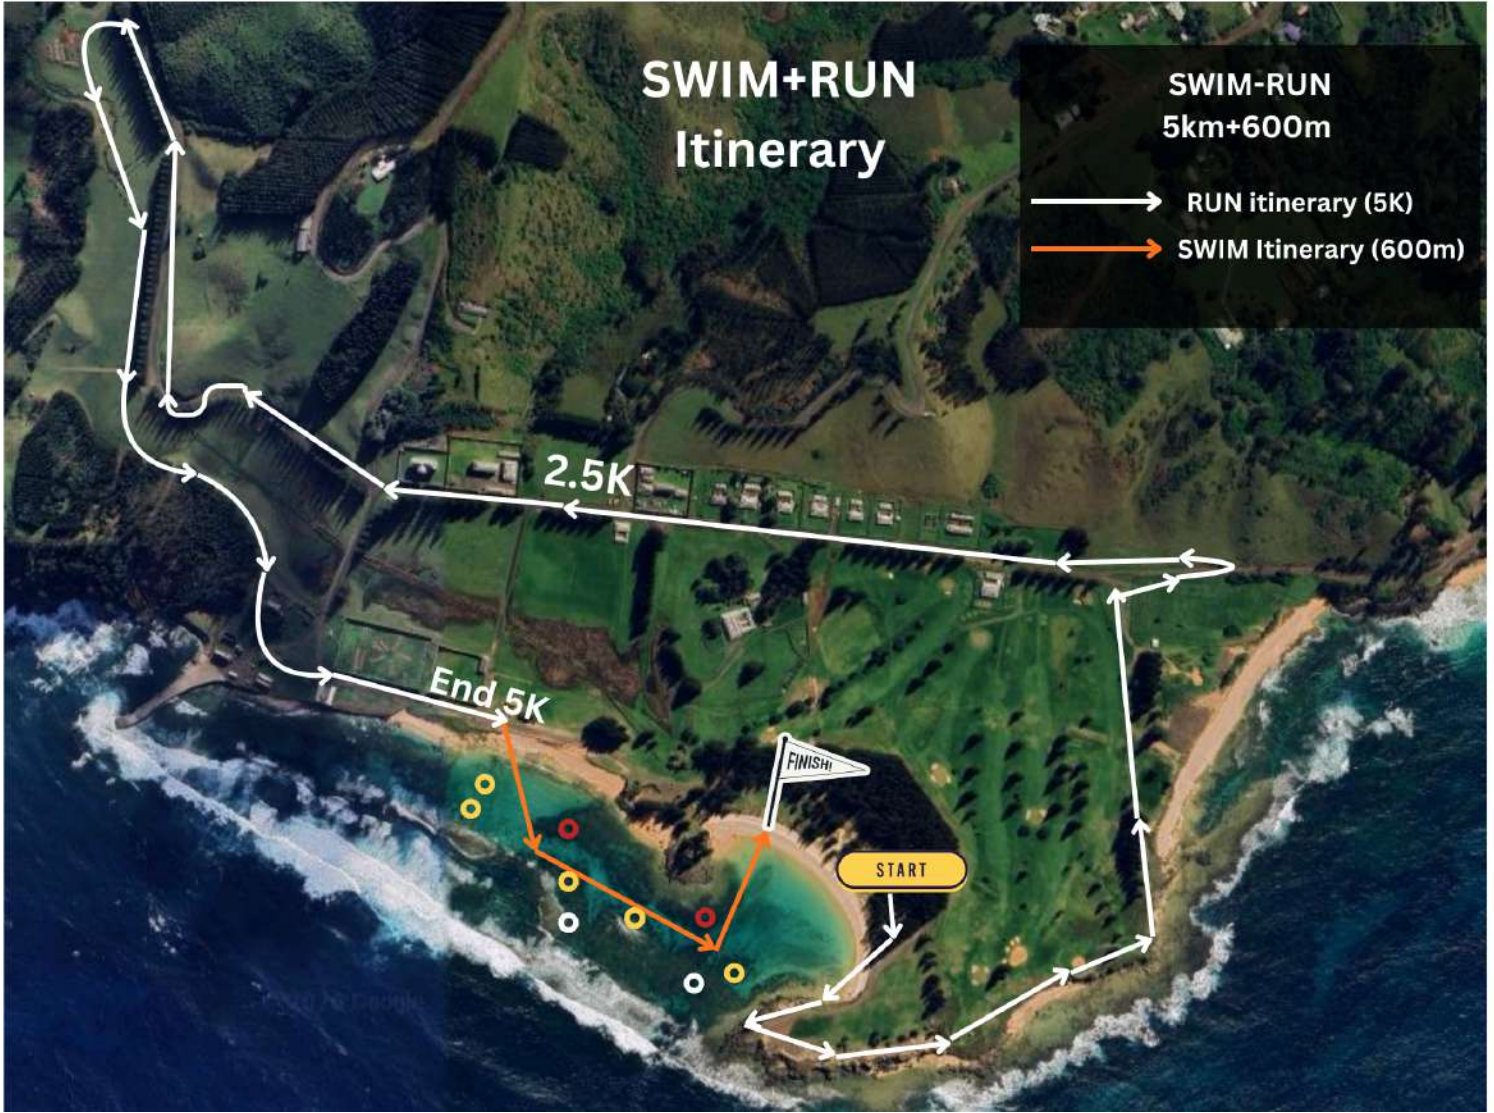 SWIM+RUN
Itinerary
SWIM-RUN
5km+600m
RUN itinerary (5K)
SWIM Itinerary (600m)
2.5K
End 5K
FINISH!
START